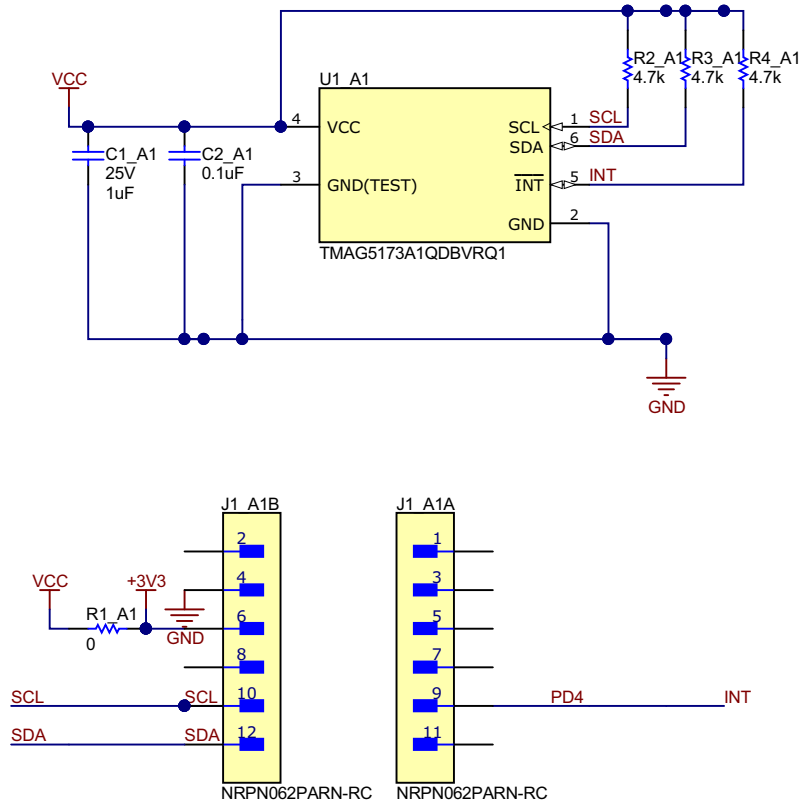 VCC
C1_A1
25V
1uF
C2_A1
0.1uF
U1_A1
4
VCC
3
GND(TEST)
SCL
1
SCL
SDA
6
SDA
INT
5
INT
GND
2
TMAG5173A1QDBVRQ1
R2_A1
4.7k
R3_A1
4.7k
R4_A1
4.7k
GND
J1_A1B
2
4
6
8
10
12
VCC
+3V3
R1_A1
0
GND
SCL
SCL
SDA
SDA
NRPN062PARN-RC
J1_A1A
1
3
5
7
9
11
PD4
INT
NRPN062PARN-RC